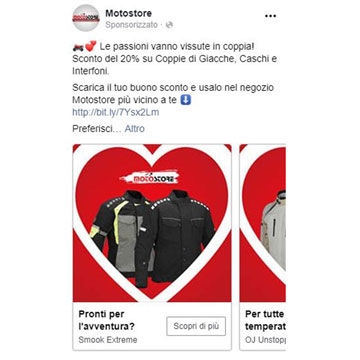 Motostore
Sponsorizzato ·
🏍💕 Le passioni vanno vissute in coppia!
Sconto del 20% su Coppie di Giacche, Caschi e
Interfoni.
Scarica il tuo buono sconto e usalo nel negozio
Motostore più vicino a te ⬇
http://bit.ly/7Ysx2Lm
Preferisci... Altro
MOTOSTORE
Pronti per
l'avventura?
Smook Extreme
Scopri di più
Per tutte
temperat
OJ Unstopp